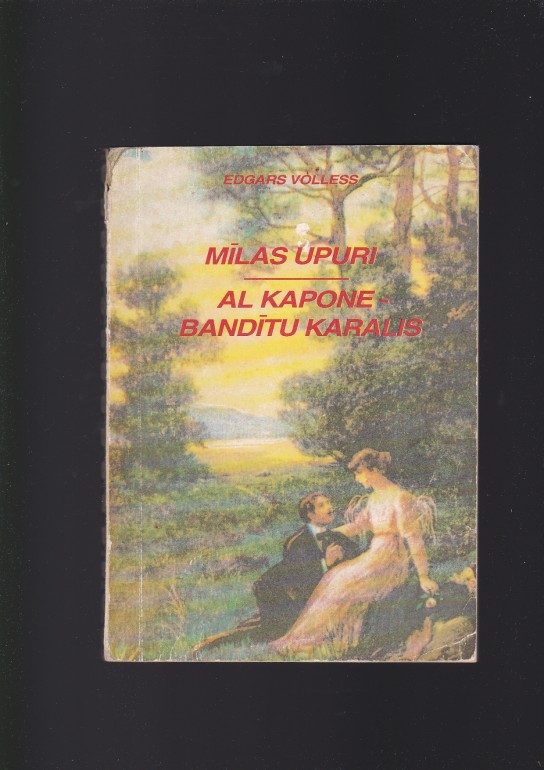 EDGARS VOLLESS
MĪLAS UPURI
AL KAPONE -
BANDĪTU KARALIS